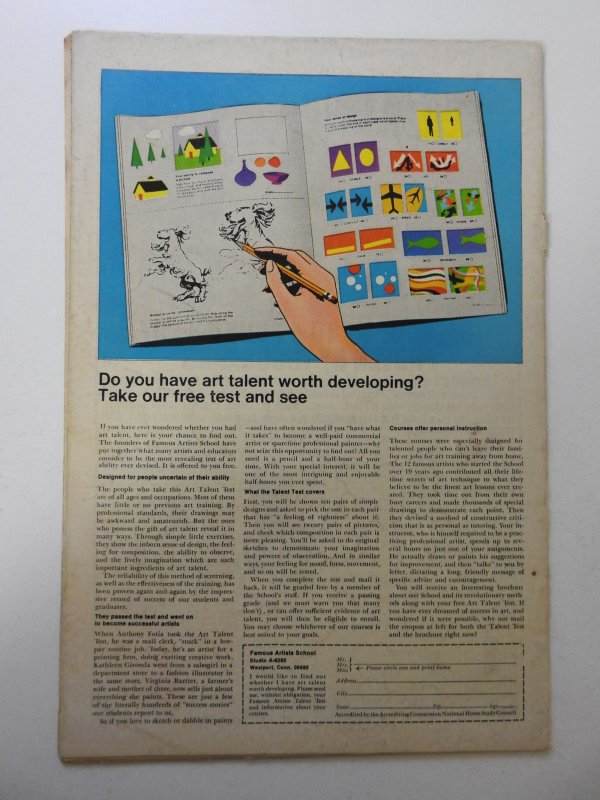 Do you have art talent worth developing?
Take our free test and see
If you have ever wondered whether you had
art talent, here is your chance to find out.
The founders of Famous Artists School have
put together what many artists and educators
consider to be the most revealing test of art
ability ever devised. It is offered to you free.
Designed for people uncertain of their ability
The people who take this Art Talent Test
are of all ages and occupations. Most of them
have little or no previous art training. By
professional standards, their drawings may
be awkward and amateurish. But the ones
who possess the gift of art talent reveal it in
many ways. Through simple little exercises,
they show the inborn sense of design, the feel-
ing for composition, the ability to observe,
and the lively imagination which are such
important ingredients of art talent.
The reliability of this method of screening,
as well as the effectiveness of the training, has
been proven again and again by the impres-
sive record of success of our students and
graduates.
They passed the test and went on
to become successful artists
When Anthony Fotia took the Art Talent
Test, he was a mail clerk, "stuck" in a low-
pay routine job. Today, he's an artist for a
printing firm, doing exciting creative work.
Kathleen Gironda went from a salesgirl in a
department store to a fashion illustrator in
the same store. Virginia Bartter, a farmer's
wife and mother of three, now sells just about
everything she paints. These are just a few
of the literally hundreds of "success stories"
our students report to us.
So if you love to sketch or dabble in paints
—and have often wondered if you "have what
it takes" to become a well-paid commercial
artist or sparetime professional painter—why
not seize this opportunity to find out? All you
need is a pencil and a half-hour of your
time. With your special interest, it will be
one of the most intriguing and enjoyable
half-hours you ever spent.
What the Talent Test covers
First, you will be shown ten pairs of simple
designs and asked to pick the one in each pair
that has "a feeling of rightness" about it.
Then you will see twenty pairs of pictures,
and check which composition in each pair is
more pleasing. You'll be asked to do original
sketches to demonstrate your imagination
and powers of observation. And in similar
ways, your feeling for mood, form, movement,
and so on will be tested.
When you complete the test and mail it
back, it will be graded free by a member of
the School's staff. If you receive a passing
grade (and we must warn you that many
don't), or can offer sufficient evidence of art
talent, you will then be eligible to enroll.
You may choose whichever of our courses is
best suited to your goals.
Courses offer personal instruction
These courses were especially designed for
talented people who can't leave their fami-
lies or jobs for art training away from home.
The 12 famous artists who started the School
over 19 years ago contributed all their life-
time secrets of art technique to what they
believe to be the finest art lessons ever cre-
ated. They took time out from their own
busy careers and made thousands of special
drawings to demonstrate each point. Then
they devised a method of constructive criti-
cism that is as personal as tutoring. Your in-
structor, who is himself required to be a prac-
ticing professional artist, spends up to sev-
eral hours on just one of your assignments.
He actually draws or paints his suggestions
for improvement, and then "talks" to you by
letter, dictating a long, friendly message of
specific advice and encouragement.
You will receive an interesting brochure
about our School and its revolutionary meth-
ods along with your free Art Talent Test. If
you have ever dreamed of success in art, and
wondered if it were possible, why not mail
the coupon at left for both the Talent Test
and the brochure right now?
Famous Artists School
Studio A-6260
Westport, Conn. 06880
I would like to find out
whether I have art talent
worth developing. Please send
me, without obligation, your
Famous Artists Talent Test
and information about your
courses.
Mr.
Mrs.
Miss
Please circle one and print name
Address
City
State Zip Age
Accredited by the Accrediting Commission National Home Study Council